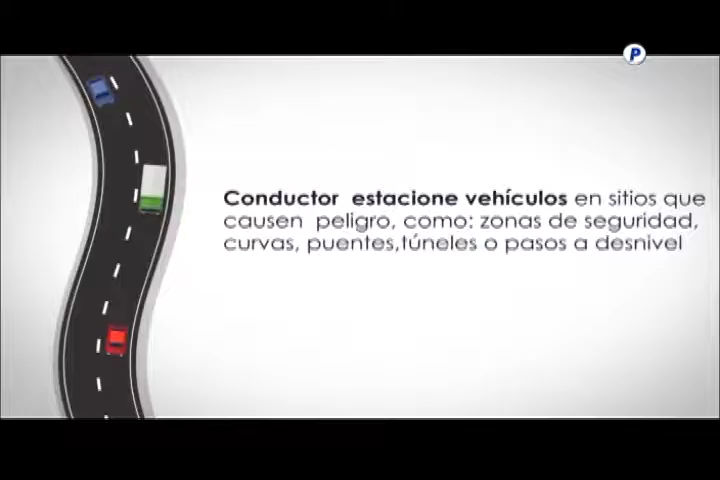 P
Conductor estacione vehículos en sitios que
causen peligro, como: zonas de seguridad,
curvas, puentes,túneles o pasos a desnivel